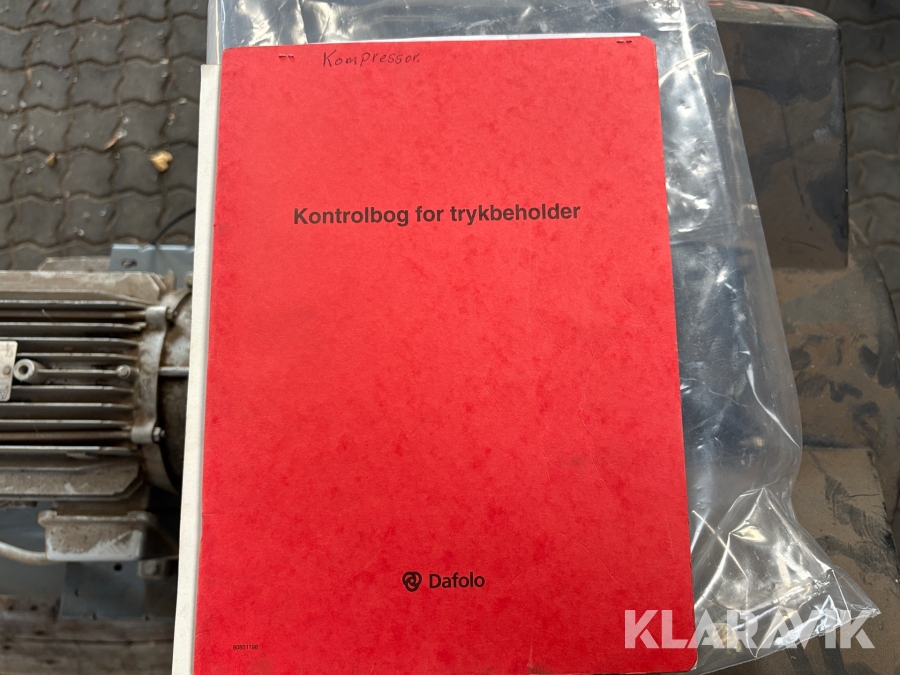 Kompressor.
Kontrolbog for trykbeholder
Dafolo
KLARAVIK